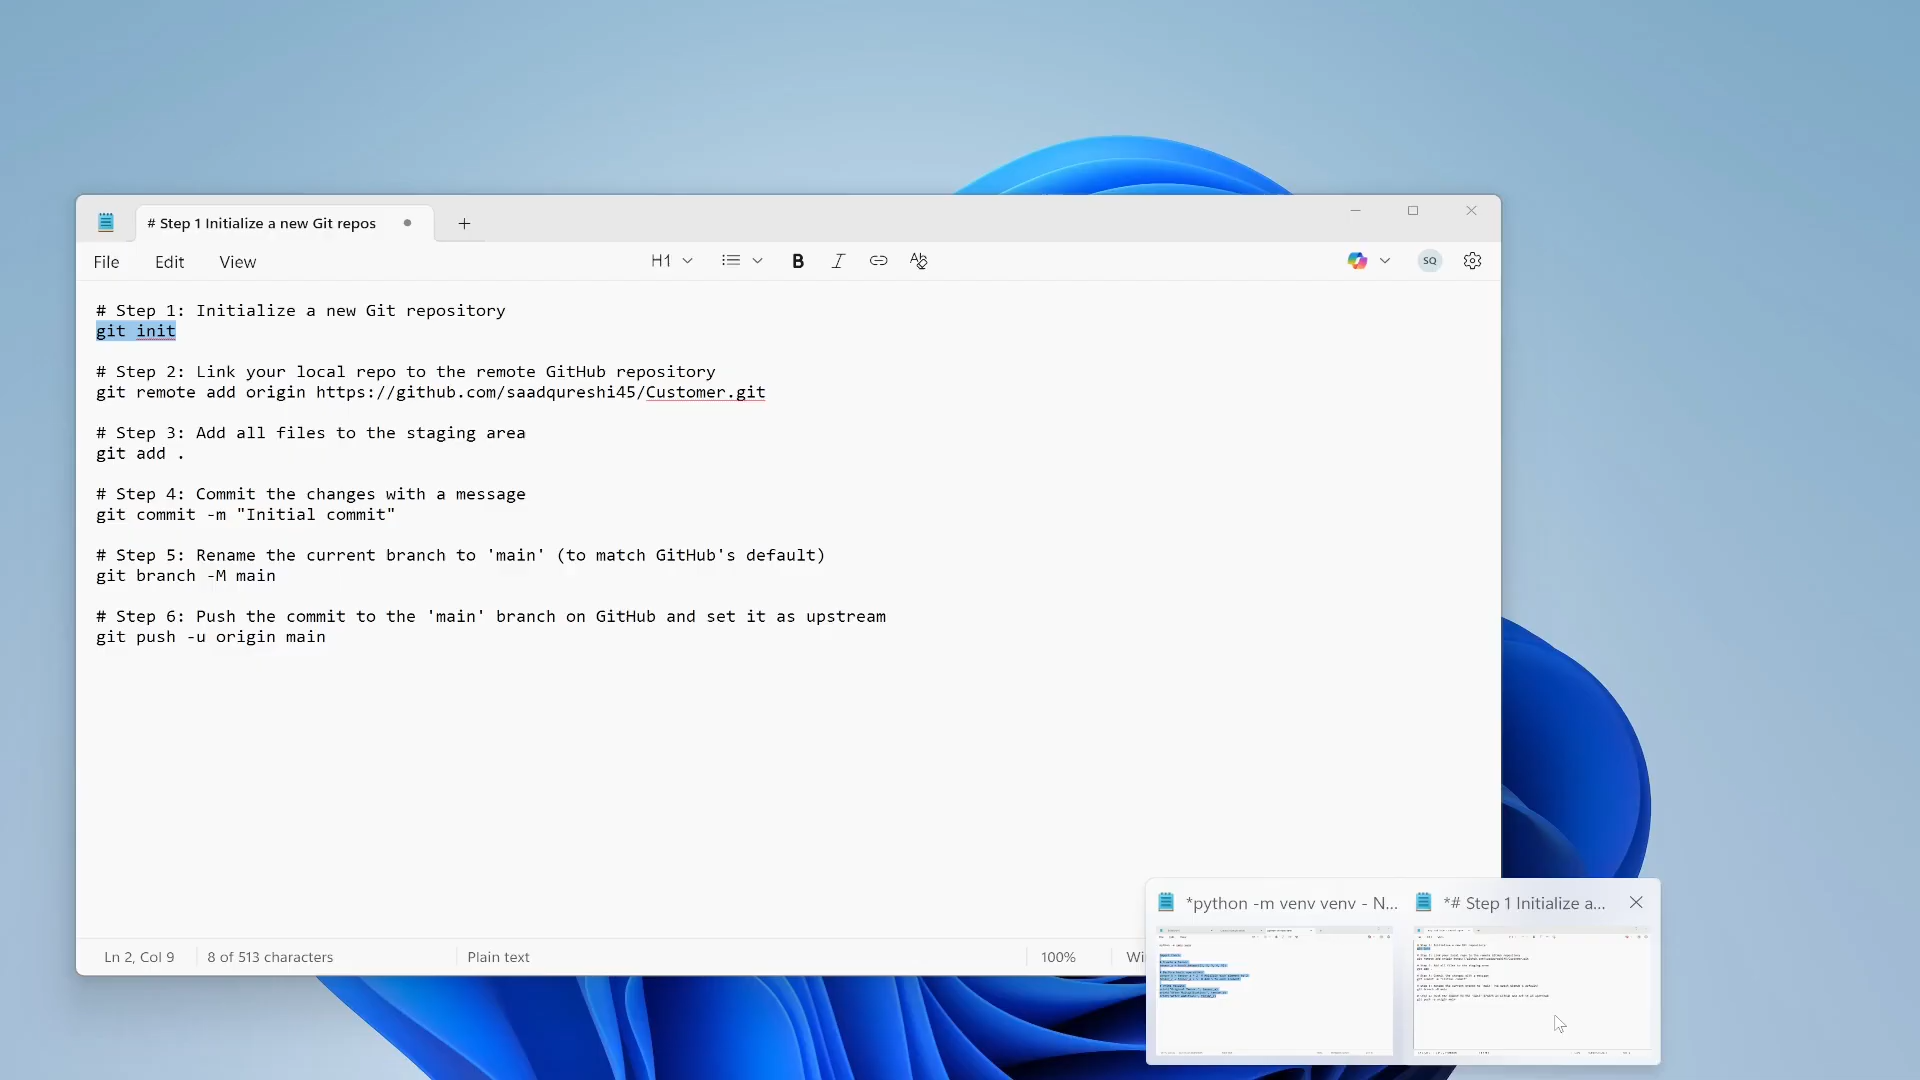 # Step 1 Initialize a new Git repos
File Edit View H1 B I SQ
# Step 1: Initialize a new Git repository
git init
# Step 2: Link your local repo to the remote GitHub repository
git remote add origin https://github.com/saadqureshi45/Customer.git
# Step 3: Add all files to the staging area
git add .
# Step 4: Commit the changes with a message
git commit -m "Initial commit"
# Step 5: Rename the current branch to 'main' (to match GitHub's default)
git branch -M main
# Step 6: Push the commit to the 'main' branch on GitHub and set it as upstream
git push -u origin main
Ln 2, Col 9 8 of 513 characters Plain text 100% Wi
*python -m venv venv - N... *# Step 1 Initialize a...